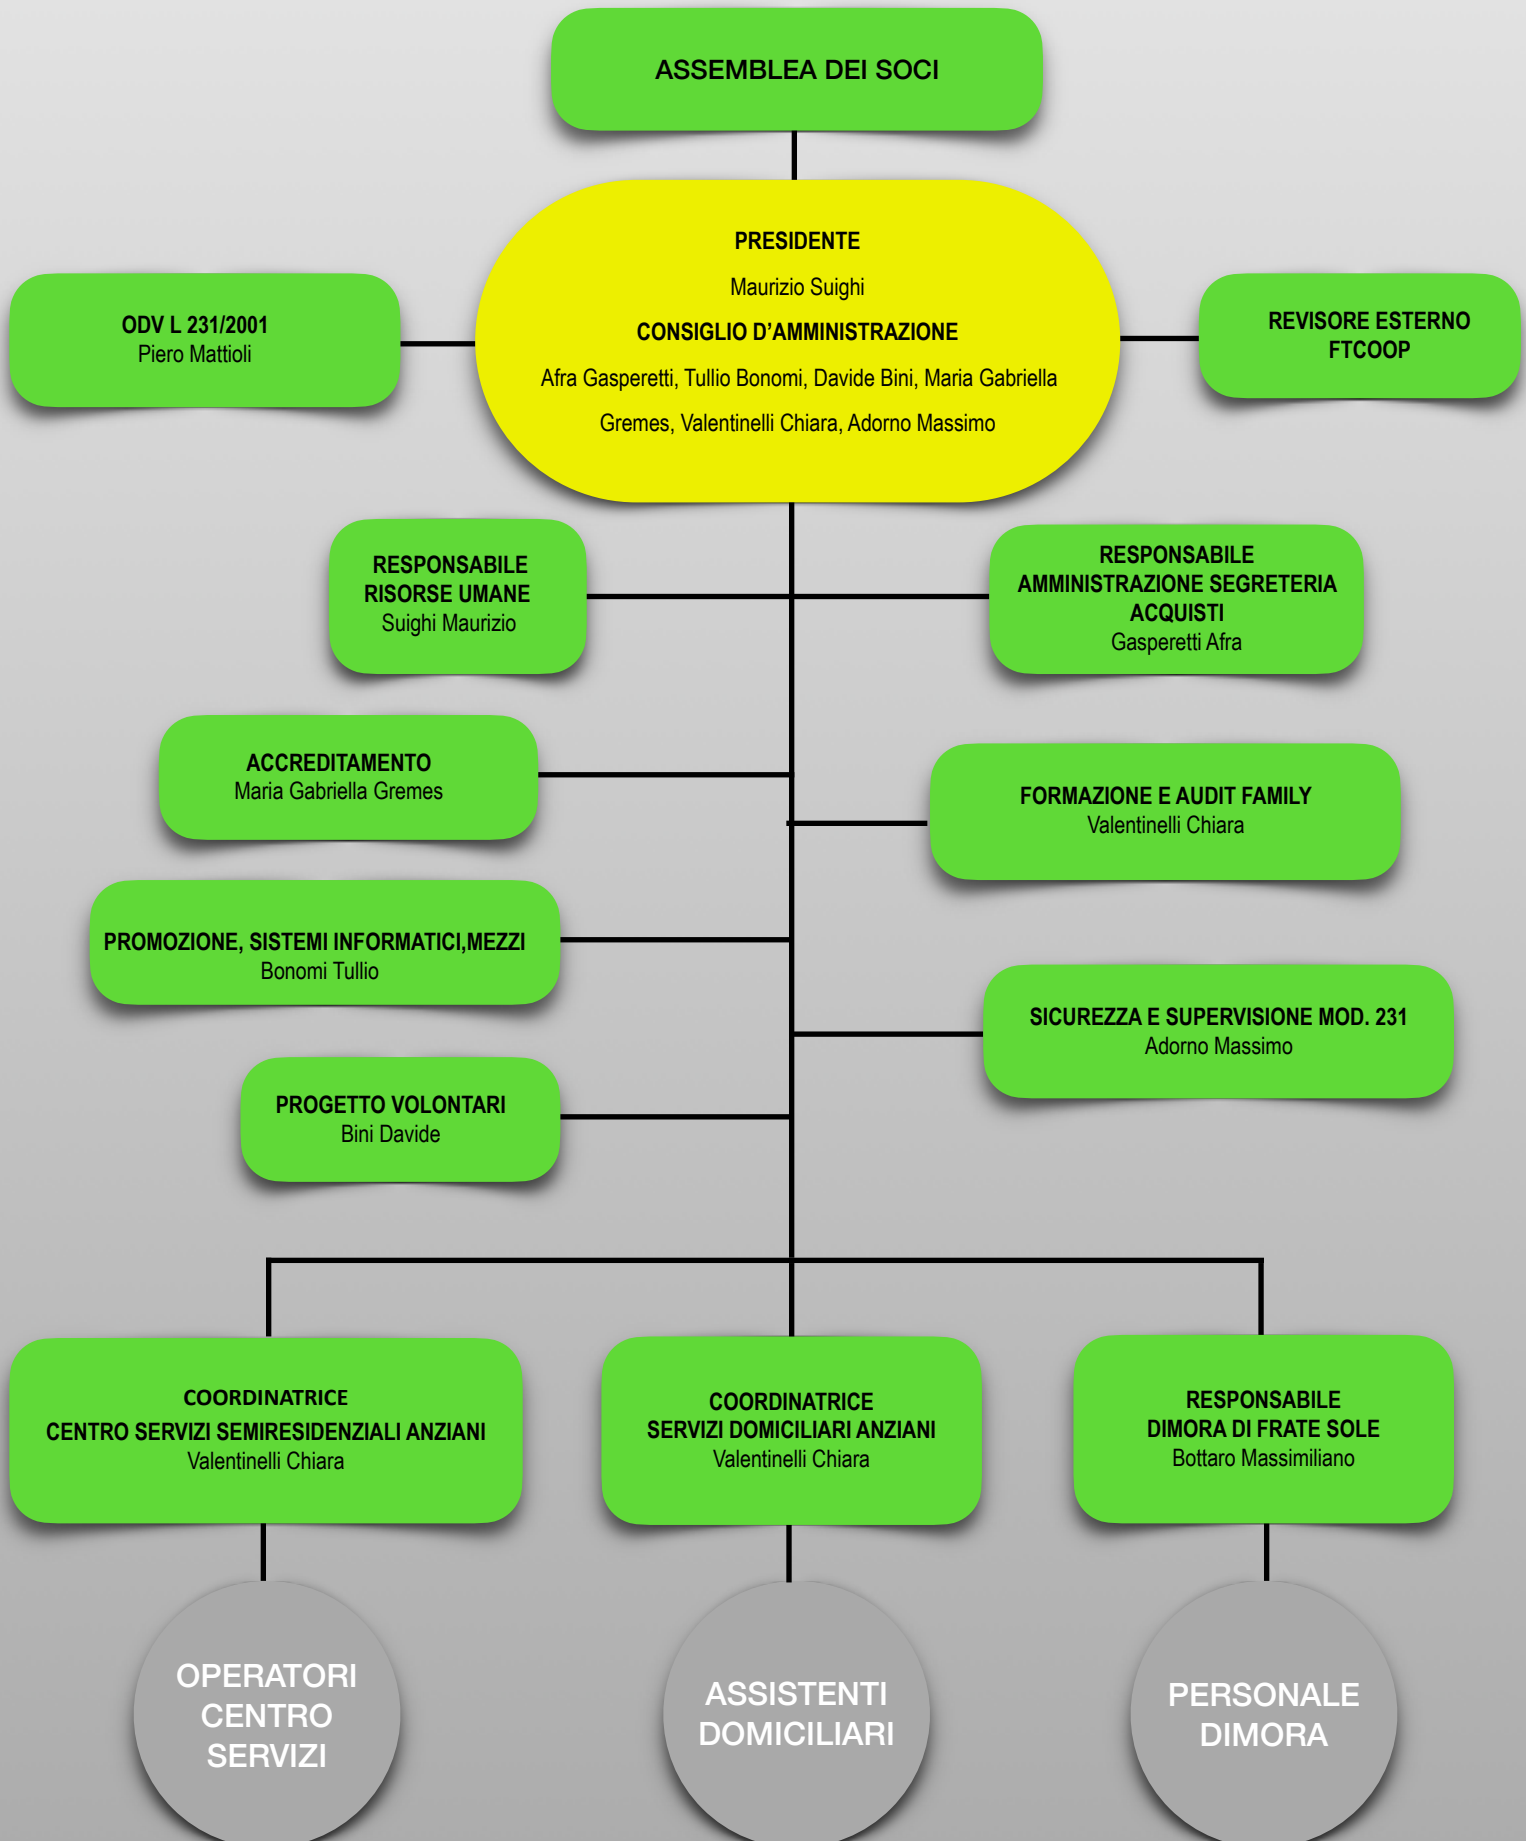 ASSEMBLEA DEI SOCI
PRESIDENTE
Maurizio Suighi
CONSIGLIO D'AMMINISTRAZIONE
Afra Gasperetti, Tullio Bonomi, Davide Bini, Maria Gabriella
Gremes, Valentinelli Chiara, Adorno Massimo
ODV L 231/2001
Piero Mattioli
REVISORE ESTERNO
FTCOOP
RESPONSABILE
RISORSE UMANE
Suighi Maurizio
RESPONSABILE
AMMINISTRAZIONE SEGRETERIA
ACQUISTI
Gasperetti Afra
ACCREDITAMENTO
Maria Gabriella Gremes
FORMAZIONE E AUDIT FAMILY
Valentinelli Chiara
PROMOZIONE, SISTEMI INFORMATICI,MEZZI
Bonomi Tullio
SICUREZZA E SUPERVISIONE MOD. 231
Adorno Massimo
PROGETTO VOLONTARI
Bini Davide
COORDINATRICE
CENTRO SERVIZI SEMIRESIDENZIALI ANZIANI
Valentinelli Chiara
COORDINATRICE
SERVIZI DOMICILIARI ANZIANI
Valentinelli Chiara
RESPONSABILE
DIMORA DI FRATE SOLE
Bottaro Massimiliano
OPERATORI
CENTRO
SERVIZI
ASSISTENTI
DOMICILIARI
PERSONALE
DIMORA